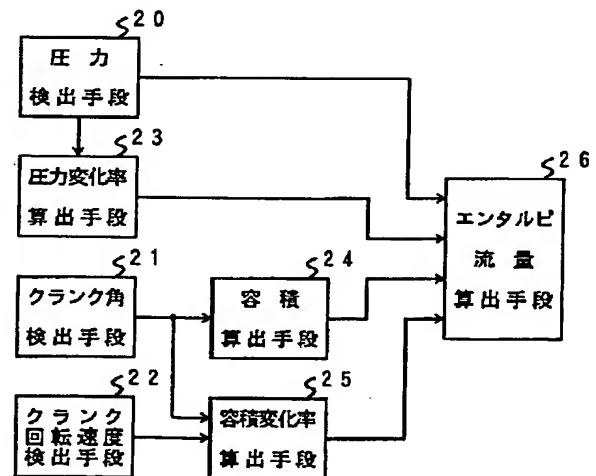 20
圧力
検出手段
23
圧力変化率
算出手段
26
エンタルピ
流量
算出手段
21
クランク角
検出手段
24
容積
算出手段
22
クランク
回転速度
検出手段
25
容積変化率
算出手段